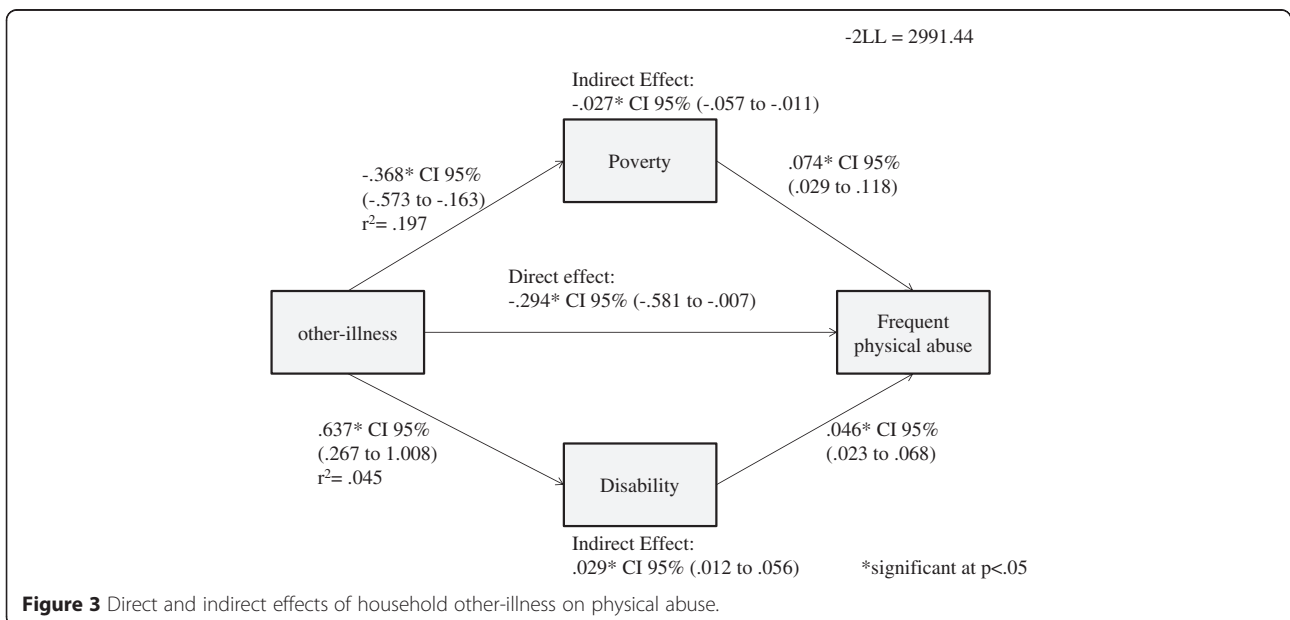 -2LL = 2991.44
Indirect Effect:
-.027* CI 95% (-.057 to -.011)
Poverty
-.368* CI 95%
(-.573 to -.163)
r²= .197
.074* CI 95%
(.029 to .118)
Direct effect:
-.294* CI 95% (-.581 to -.007)
other-illness
Frequent
physical abuse
.637* CI 95%
(.267 to 1.008)
r²= .045
.046* CI 95%
(.023 to .068)
Disability
Indirect Effect:
.029* CI 95% (.012 to .056)
*significant at p<.05
Figure 3 Direct and indirect effects of household other-illness on physical abuse.